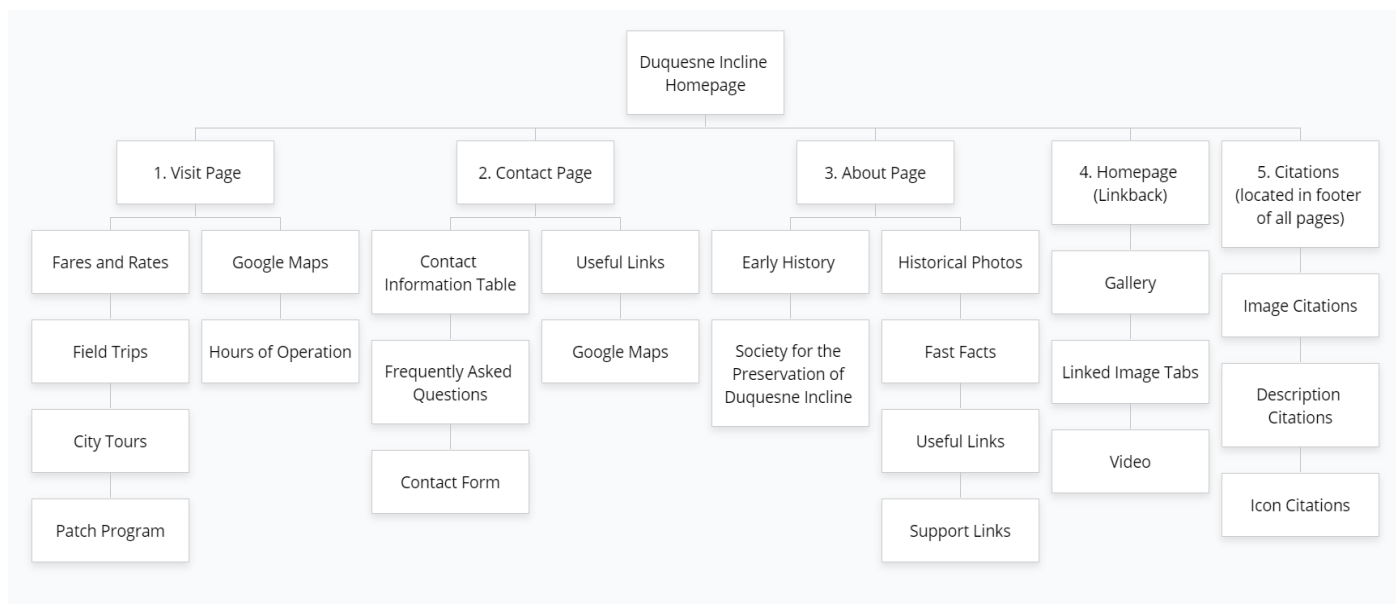 Duquesne Incline
Homepage
1. Visit Page
Fares and Rates
Field Trips
City Tours
Patch Program
Google Maps
Hours of Operation
2. Contact Page
Contact
Information Table
Frequently Asked
Questions
Contact Form
Useful Links
Google Maps
3. About Page
Early History
Society for the
Preservation of
Duquesne Incline
Historical Photos
Fast Facts
Useful Links
Support Links
4. Homepage
(Linkback)
Gallery
Linked Image Tabs
Video
5. Citations
(located in footer
of all pages)
Image Citations
Description
Citations
Icon Citations